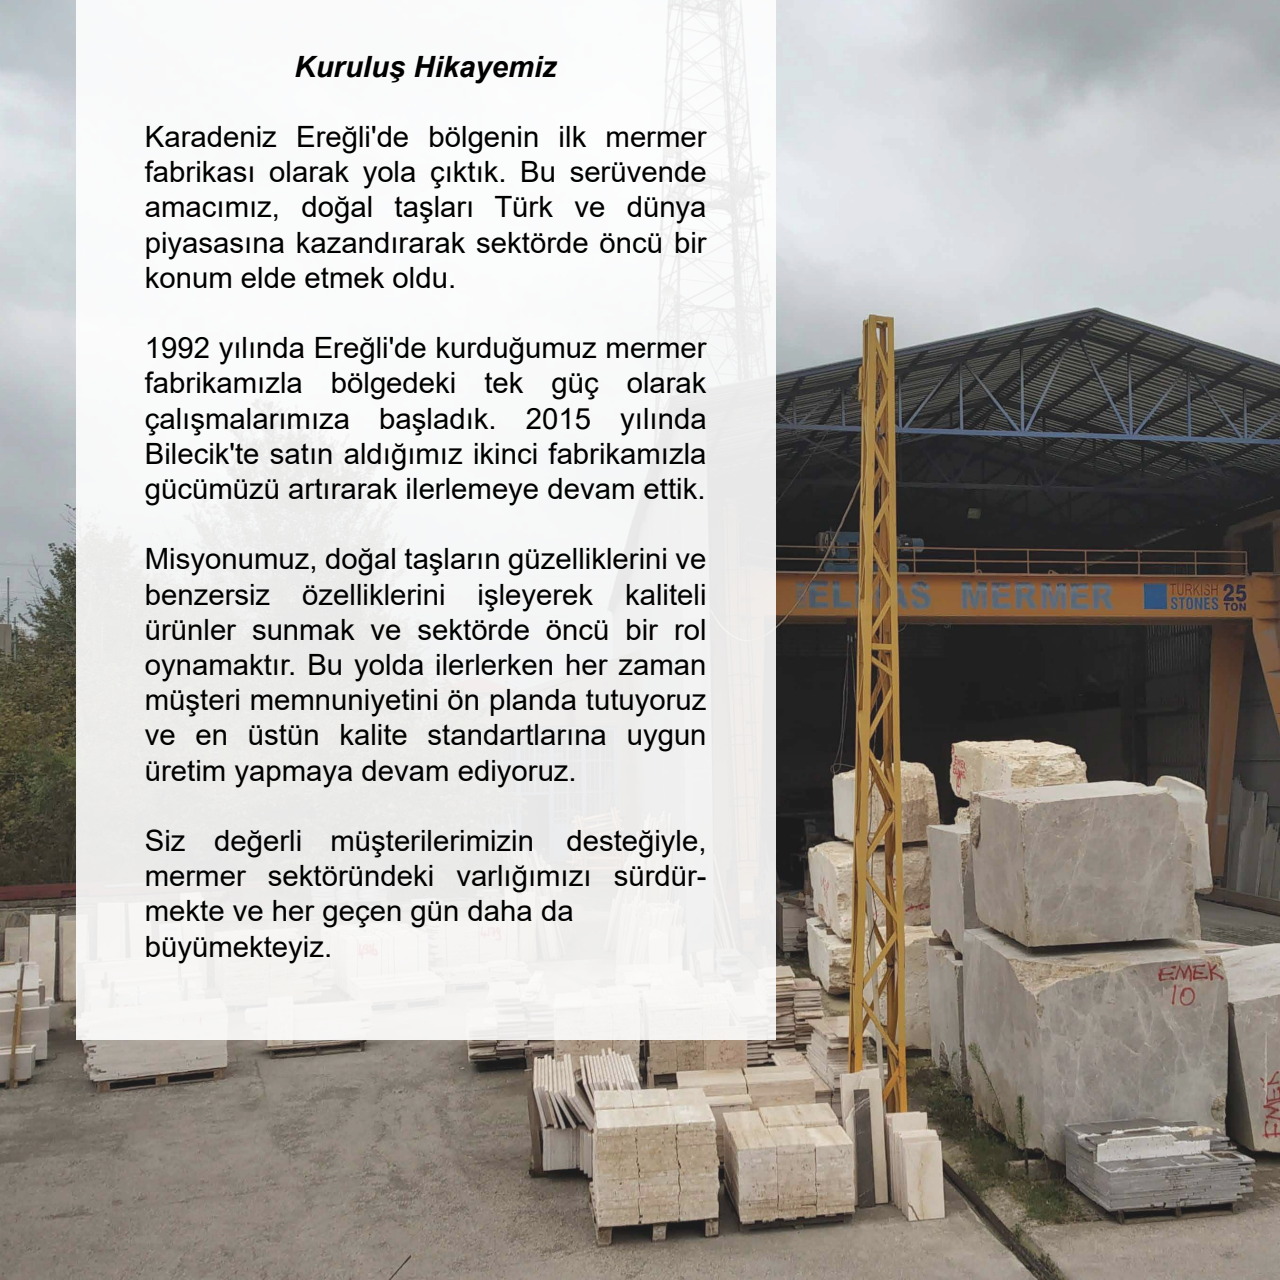 Kuruluş Hikayemiz
Karadeniz Ereğli'de bölgenin ilk mermer
fabrikası olarak yola çıktık. Bu serüvende
amacımız, doğal taşları Türk ve dünya
piyasasına kazandırarak sektörde öncü bir
konum elde etmek oldu.
1992 yılında Ereğli'de kurduğumuz mermer
fabrikamızla bölgedeki tek güç olarak
çalışmalarımıza başladık. 2015 yılında
Bilecik'te satın aldığımız ikinci fabrikamızla
gücümüzü artırarak ilerlemeye devam ettik.
Misyonumuz, doğal taşların güzelliklerini ve
benzersiz özelliklerini işleyerek kaliteli
ürünler sunmak ve sektörde öncü bir rol
oynamaktır. Bu yolda ilerlerken her zaman
müşteri memnuniyetini ön planda tutuyoruz
ve en üstün kalite standartlarına uygun
üretim yapmaya devam ediyoruz.
Siz değerli müşterilerimizin desteğiyle,
mermer sektöründeki varlığımızı sürdür-
mekte ve her geçen gün daha da
büyümekteyiz.
MERMER
TURKISH
STONES
25
TON
EMEK
10